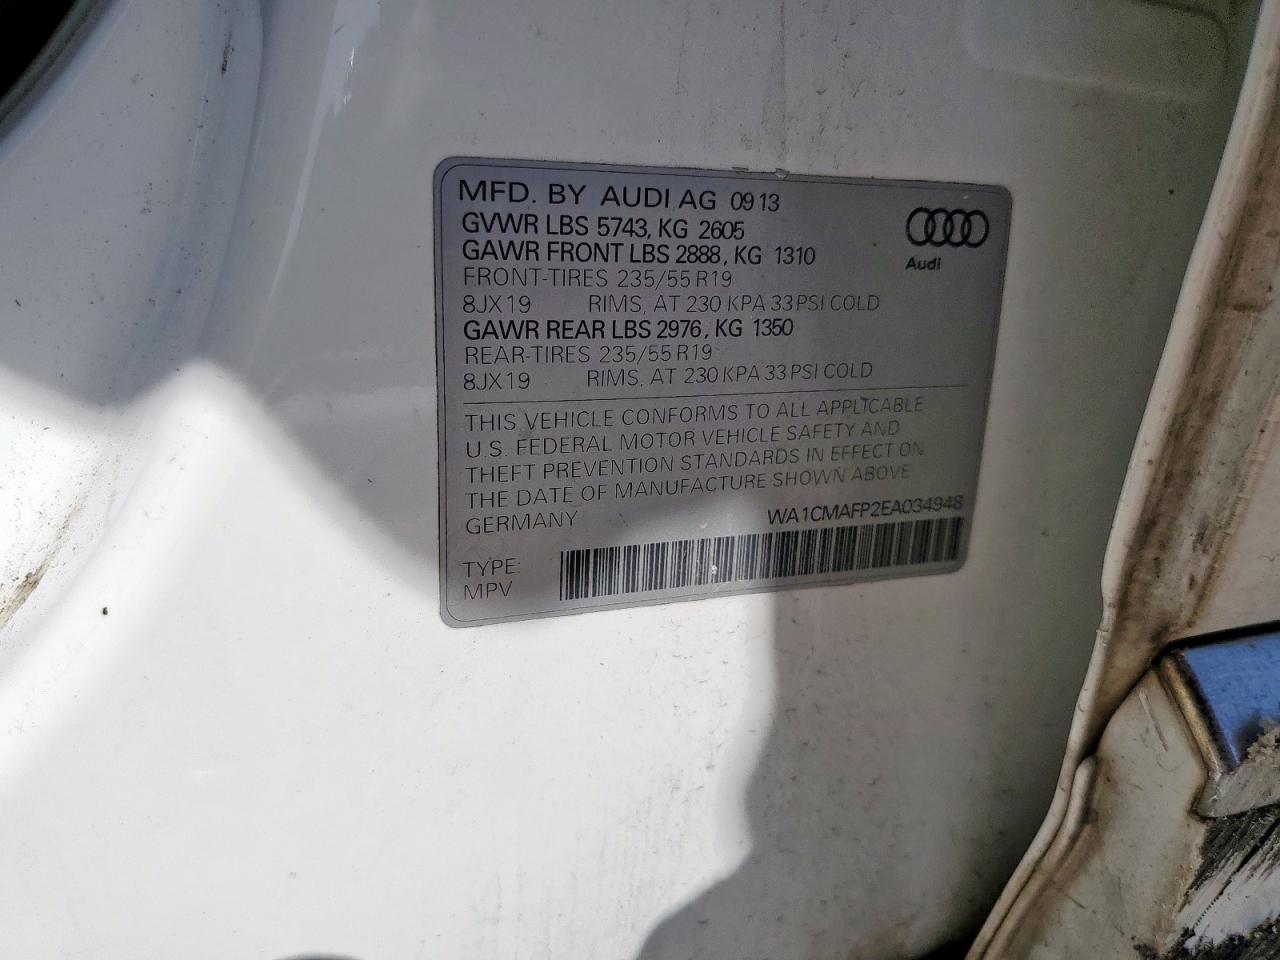 MFD. BY AUDI AG 09 13
GVWR LBS 5743, KG 2605
GAWR FRONT LBS 2888, KG 1310
FRONT-TIRES 235/55 R19
8JX19 RIMS, AT 230 KPA 33 PSI COLD
GAWR REAR LBS 2976, KG 1350
REAR-TIRES 235/55 R19
8JX19 RIMS, AT 230 KPA 33 PSI COLD
Audi
THIS VEHICLE CONFORMS TO ALL APPLICABLE
U.S. FEDERAL MOTOR VEHICLE SAFETY AND
THEFT PREVENTION STANDARDS IN EFFECT ON
THE DATE OF MANUFACTURE SHOWN ABOVE
GERMANY WA1CMAFP2EA034948
TYPE:
MPV